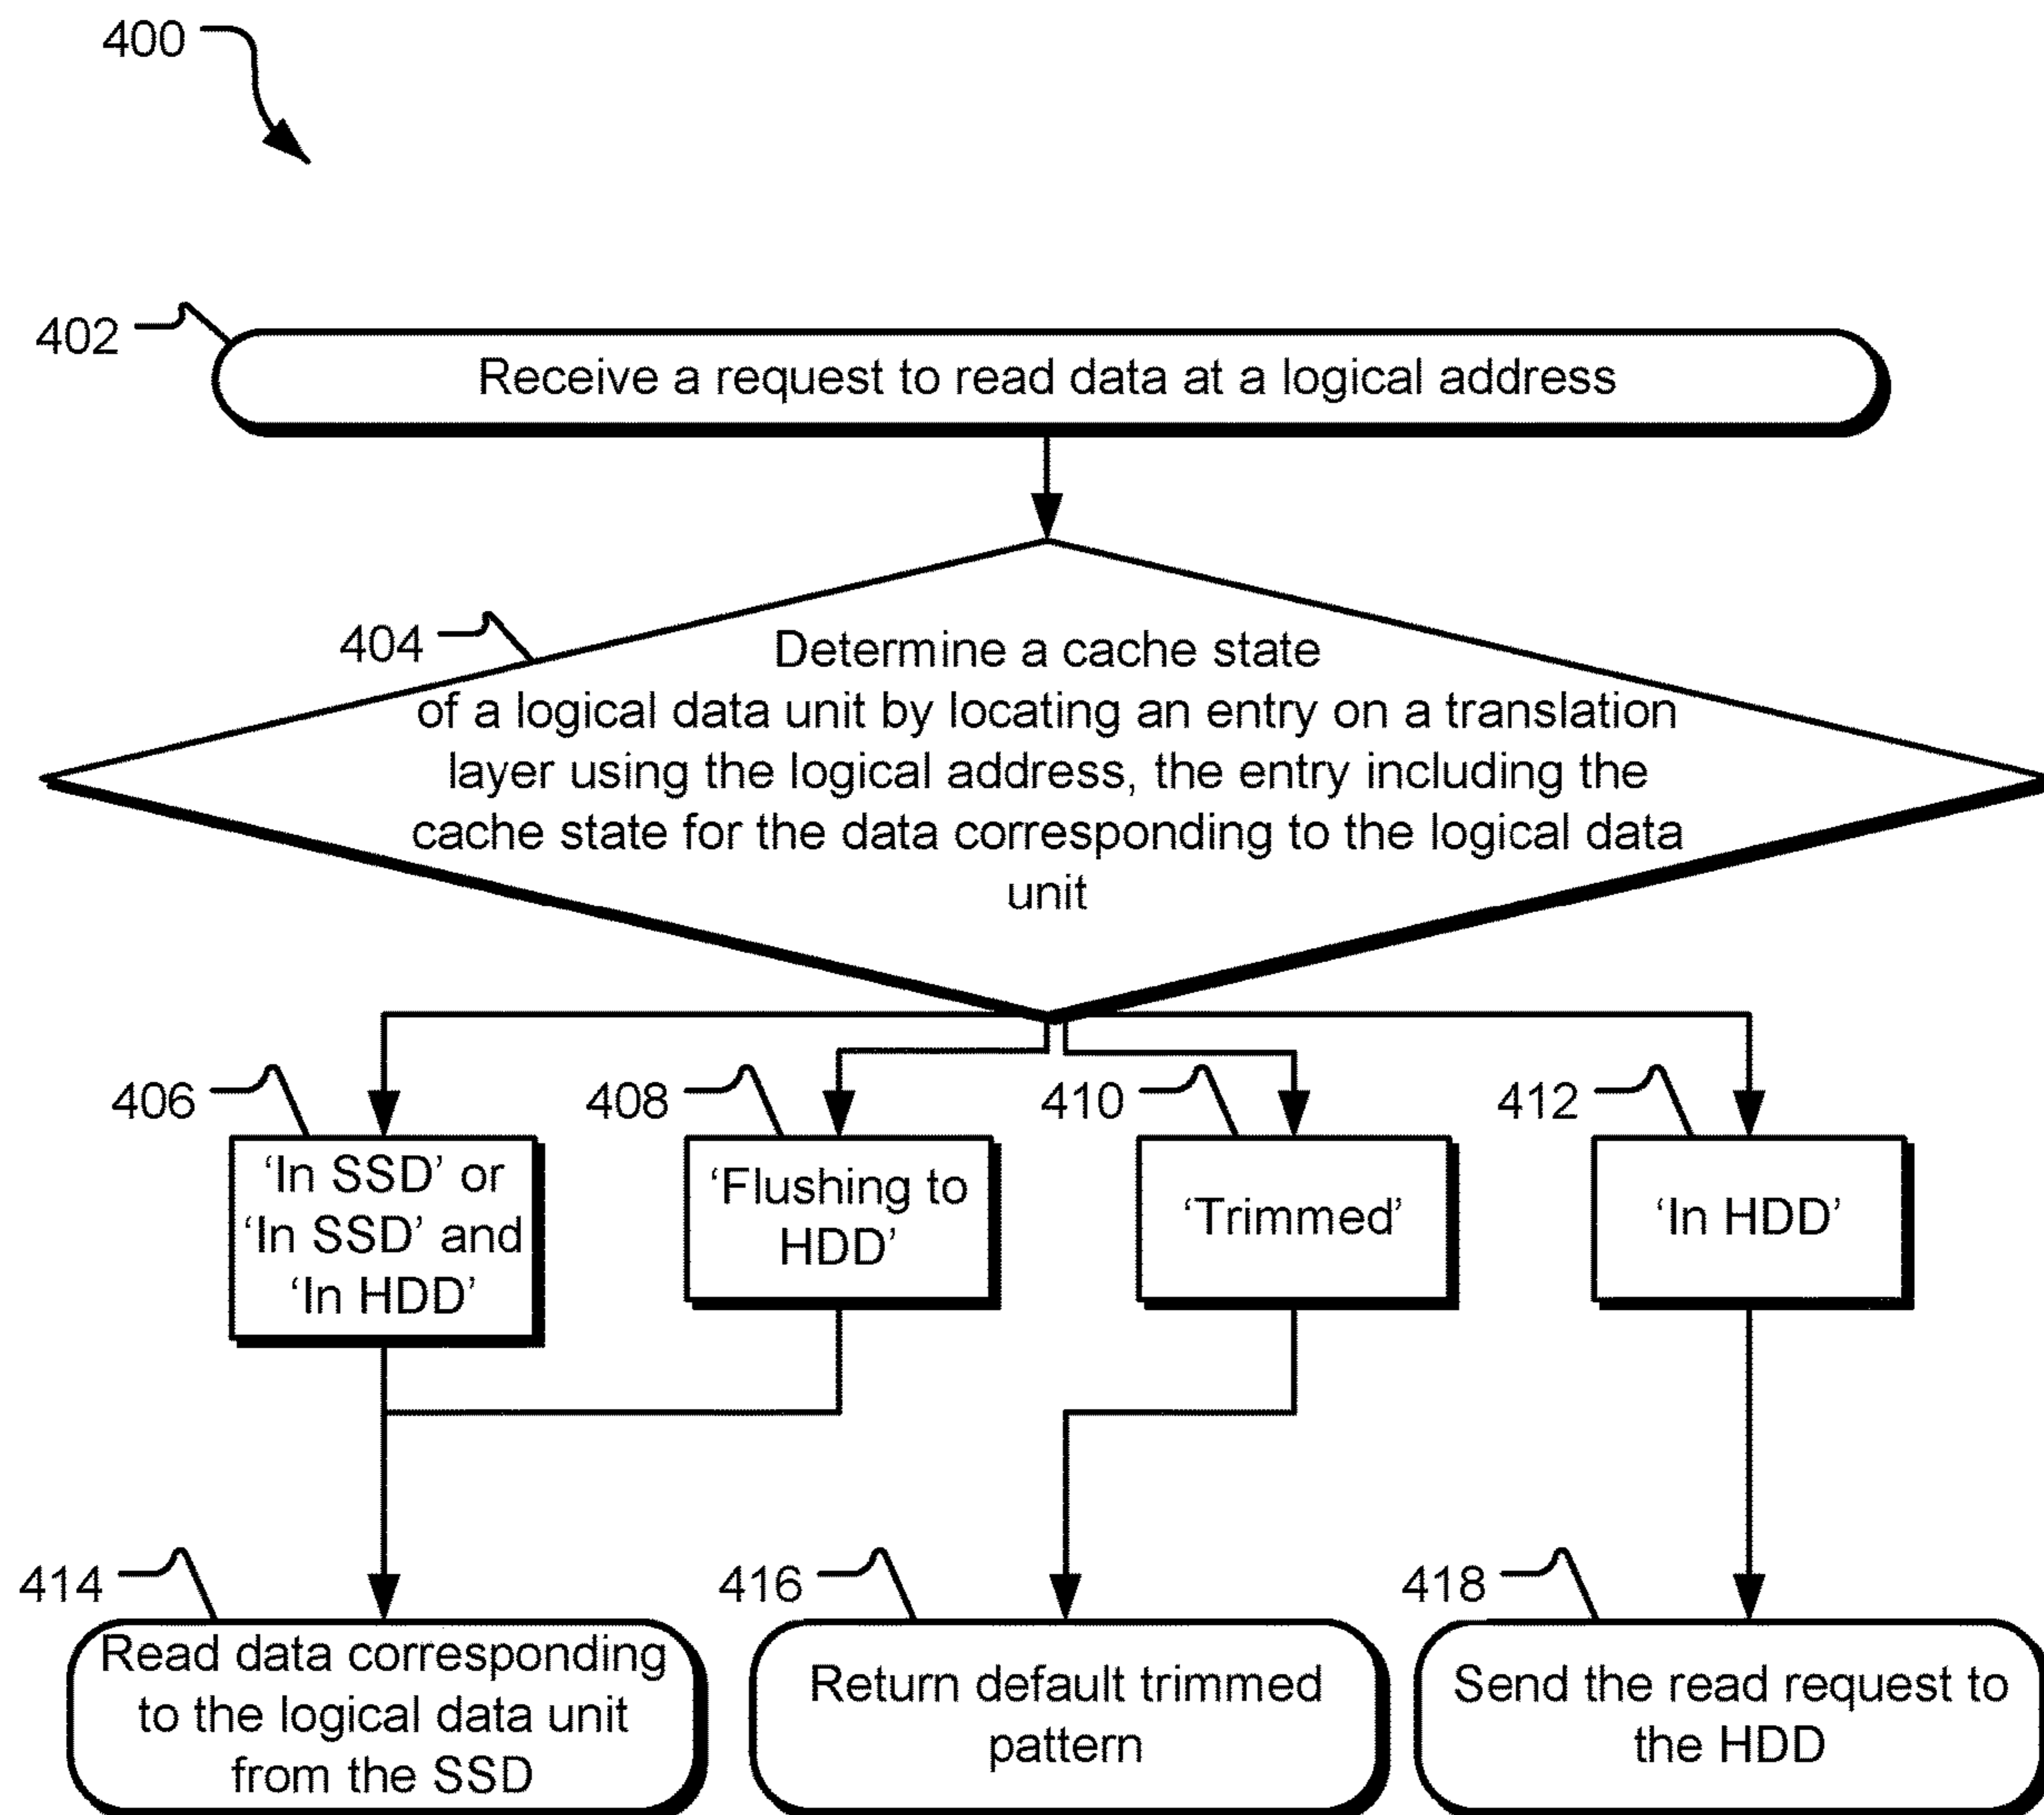 400
402
Receive a request to read data at a logical address
404
Determine a cache state
of a logical data unit by locating an entry on a translation
layer using the logical address, the entry including the
cache state for the data corresponding to the logical data
unit
406
‘In SSD’ or
‘In SSD’ and
‘In HDD’
408
‘Flushing to
HDD’
410
‘Trimmed’
412
‘In HDD’
414
Read data corresponding
to the logical data unit
from the SSD
416
Return default trimmed
pattern
418
Send the read request to
the HDD